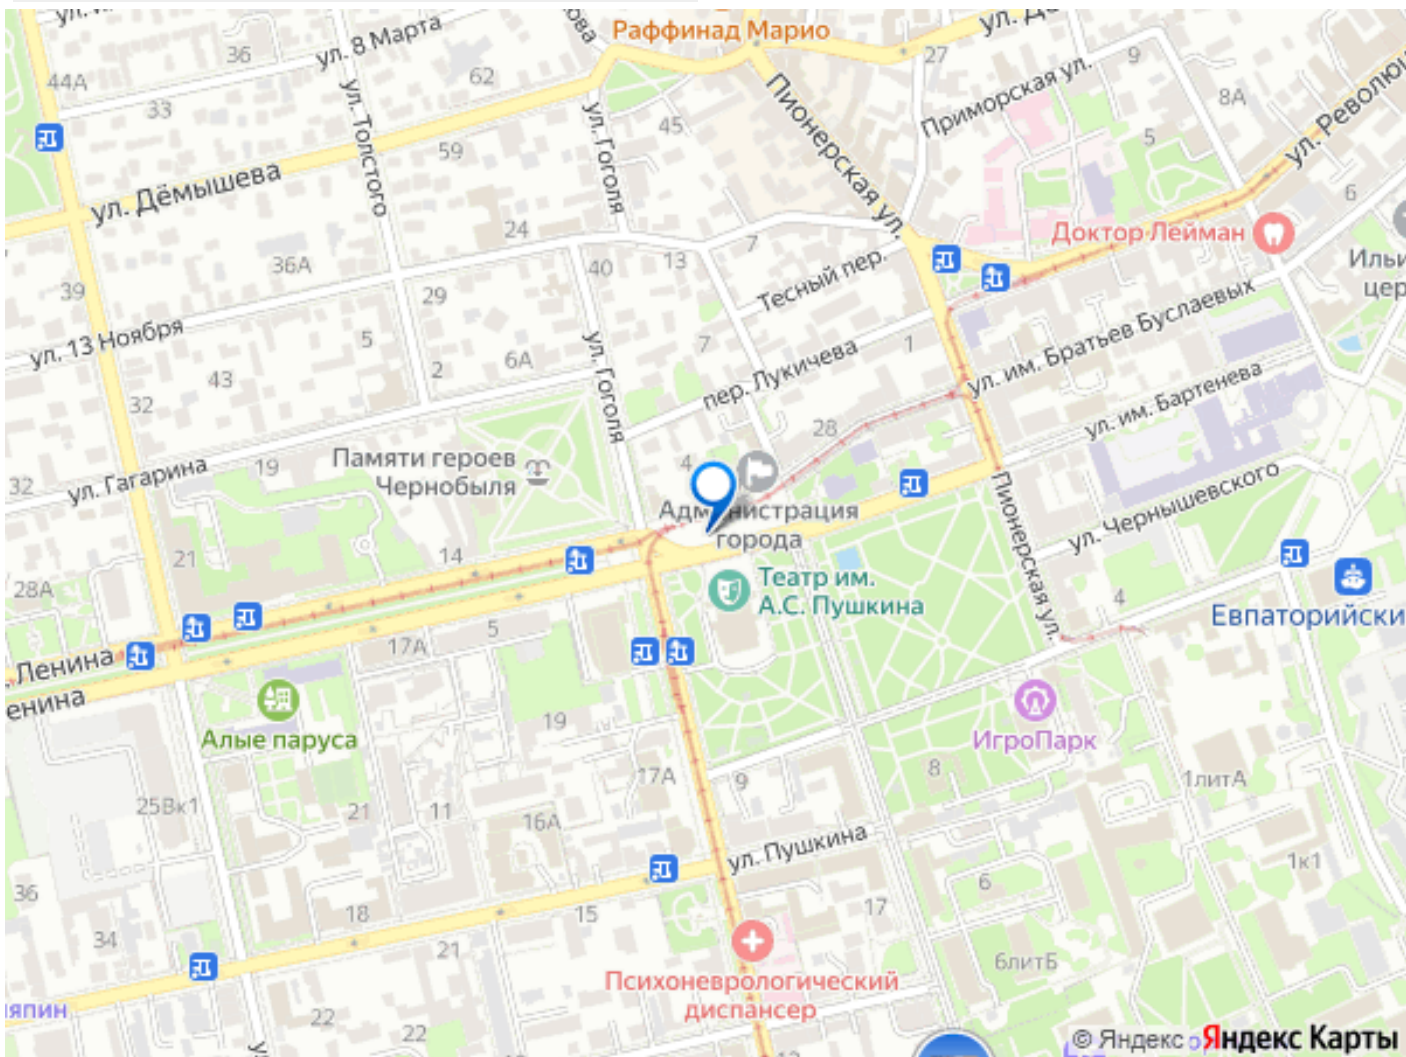 Раффинад Марио
36
ул. 8 Марта
27
9
44А
62
Приморская ул.
8А
33
ул. Толстого
45
ул. Гоголя
Пионерская ул.
5
59
ул. Дёмышева
6
24
7
Доктор Лейман
36А
40
13
Тесный пер.
39
29
ул. им. Братьев Буслаевых
ул. 13 Ноября
5
6А
ул. Гоголя
7
1
43
2
пер. Лукичева
32
28
ул. им. Бартенева
Памяти героев
Чернобыля
19
4
32
ул. Гагарина
Пионерская ул.
ул. Чернышевского
Администрация
города
21
14
28А
Театр им.
А.С. Пушкина
4
Евпаторийски
5
17А
Ленина
енина
Алые паруса
19
ИгроПарк
17А
9
8
1литА
25Вк1
21
11
16А
ул. Пушкина
1к1
36
6
18
15
17
34
21
6литБ
Психоневрологический
диспансер
япин
22
22
© Яндекс
Яндекс Карты